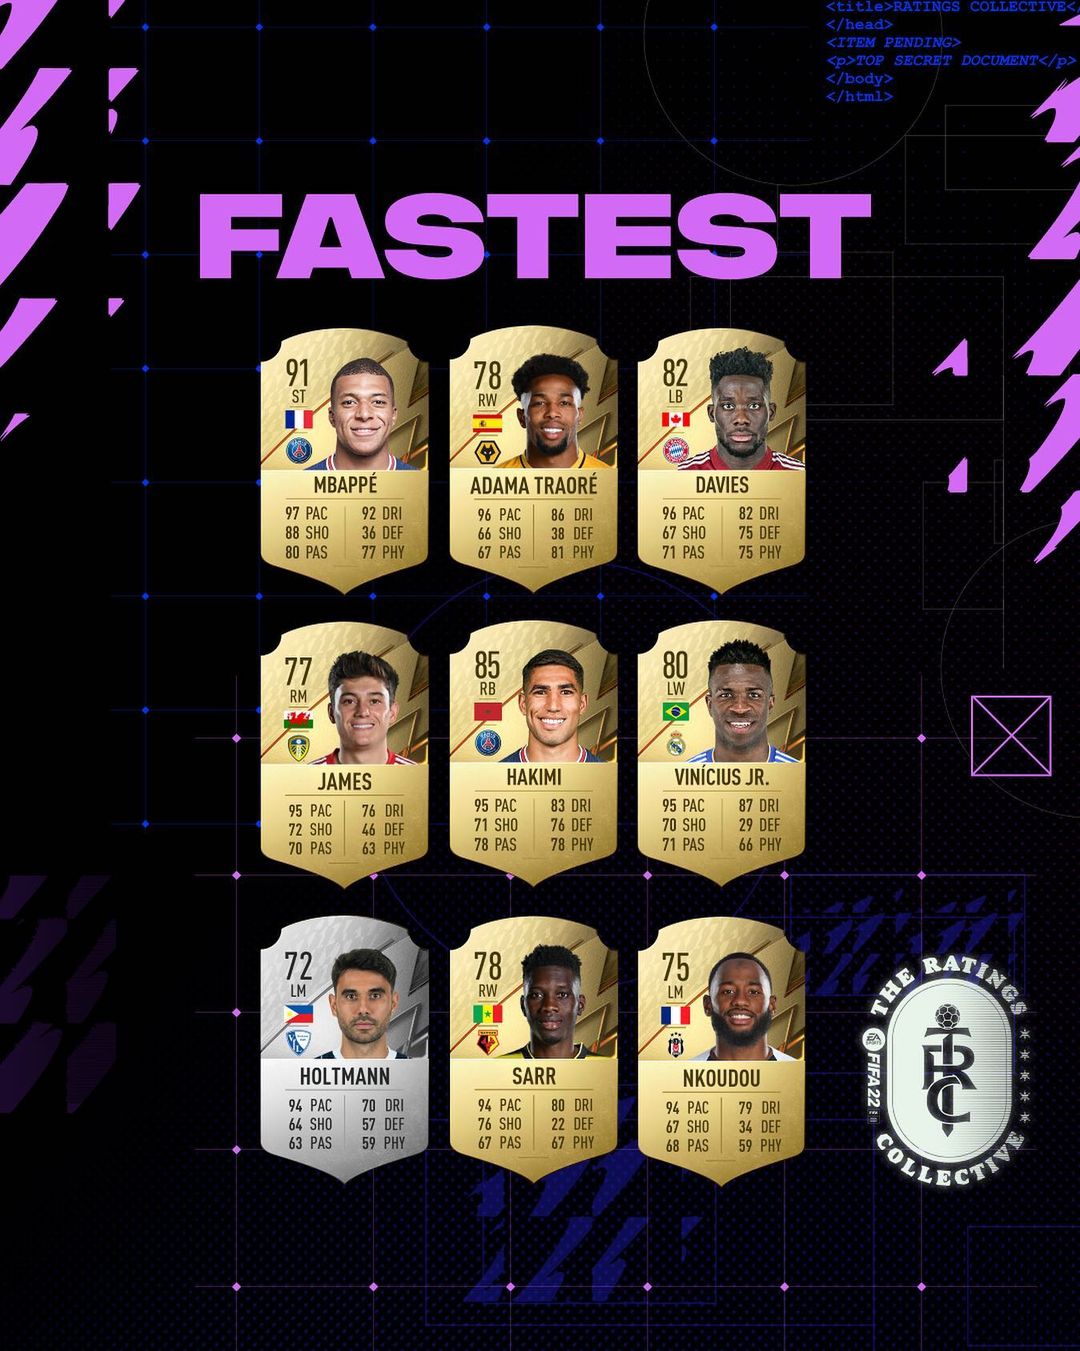 <title>RATINGS COLLECTIVE</
</head>
<ITEM PENDING>
<p>TOP SECRET DOCUMENT</p>
</body>
</html>
FASTEST
91
ST
MBAPPÉ
97 PAC 92 DRI
88 SHO 36 DEF
80 PAS 77 PHY
78
RW
ADAMA TRAORÉ
96 PAC 86 DRI
66 SHO 38 DEF
67 PAS 81 PHY
82
LB
DAVIES
96 PAC 82 DRI
67 SHO 75 DEF
71 PAS 75 PHY
77
RM
JAMES
95 PAC 76 DRI
72 SHO 46 DEF
70 PAS 63 PHY
85
RB
HAKIMI
95 PAC 83 DRI
71 SHO 76 DEF
78 PAS 78 PHY
80
LW
VINÍCIUS JR.
95 PAC 87 DRI
70 SHO 29 DEF
71 PAS 66 PHY
72
LM
HOLTMANN
94 PAC 70 DRI
64 SHO 57 DEF
63 PAS 59 PHY
78
RW
SARR
94 PAC 80 DRI
76 SHO 22 DEF
67 PAS 67 PHY
75
LM
NKOUDOU
94 PAC 79 DRI
67 SHO 34 DEF
68 PAS 59 PHY
THE RATINGS
COLLECTIVE
EA SPORTS
FIFA 22
TRC